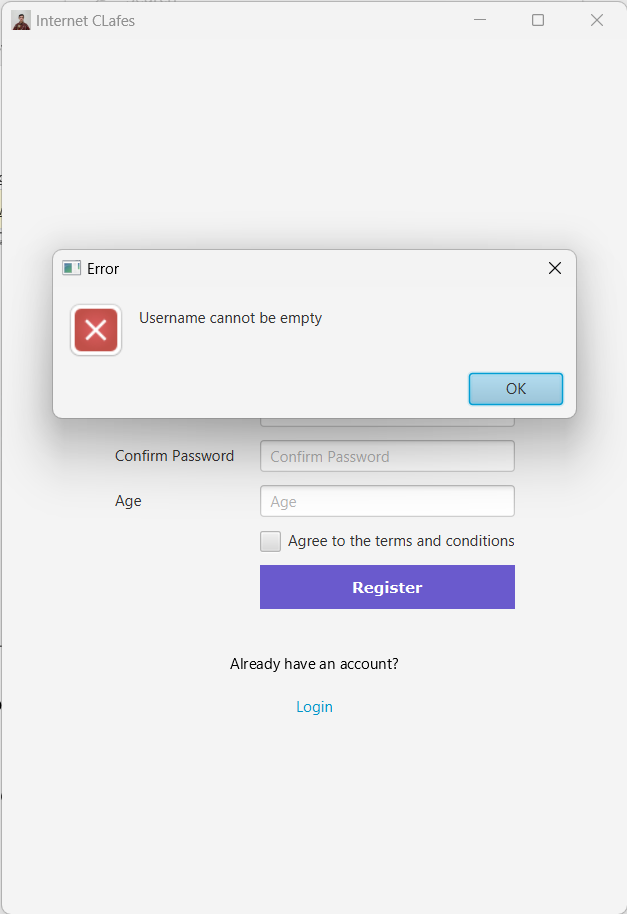 Internet CLafes
Error
Username cannot be empty
OK
Confirm Password
Confirm Password
Age
Age
Agree to the terms and conditions
Register
Already have an account?
Login